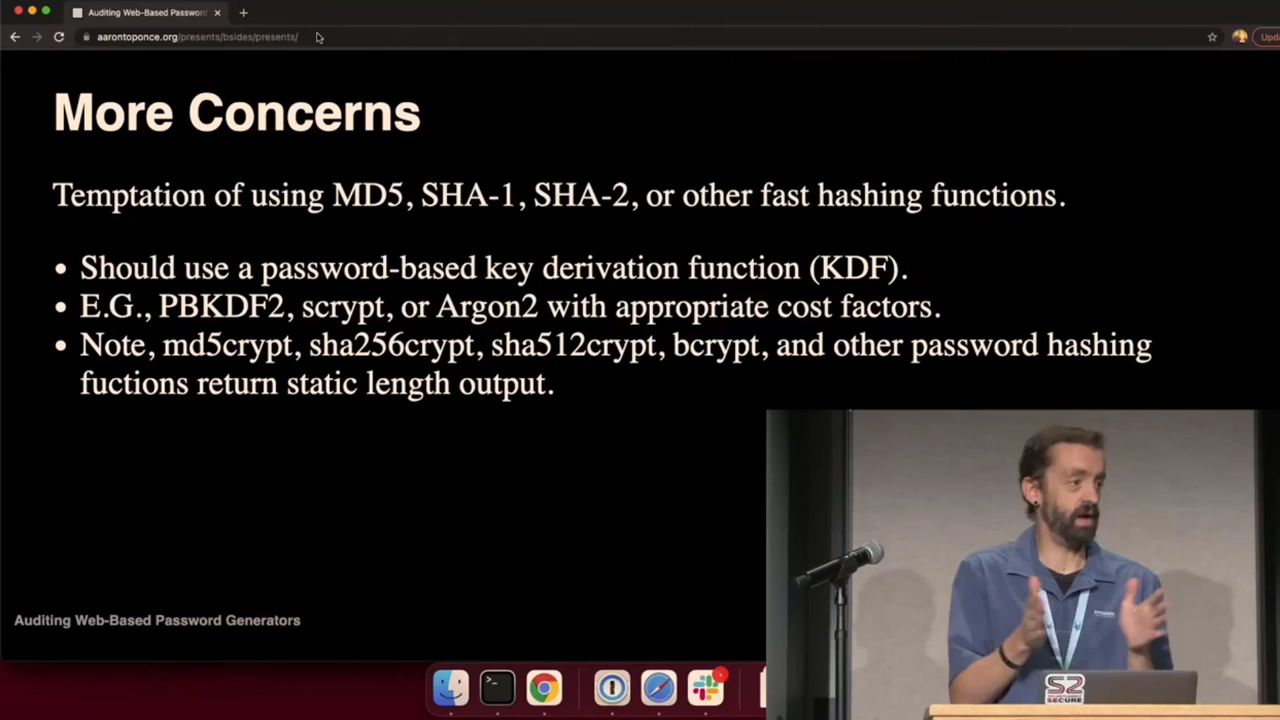 Auditing Web-Based Password
aarontoponce.org/presents/bsides/presents/
Upda
More Concerns
Temptation of using MD5, SHA-1, SHA-2, or other fast hashing functions.
• Should use a password-based key derivation function (KDF).
• E.G., PBKDF2, scrypt, or Argon2 with appropriate cost factors.
• Note, md5crypt, sha256crypt, sha512crypt, bcrypt, and other password hashing
fuctions return static length output.
Auditing Web-Based Password Generators
S2
SECURE